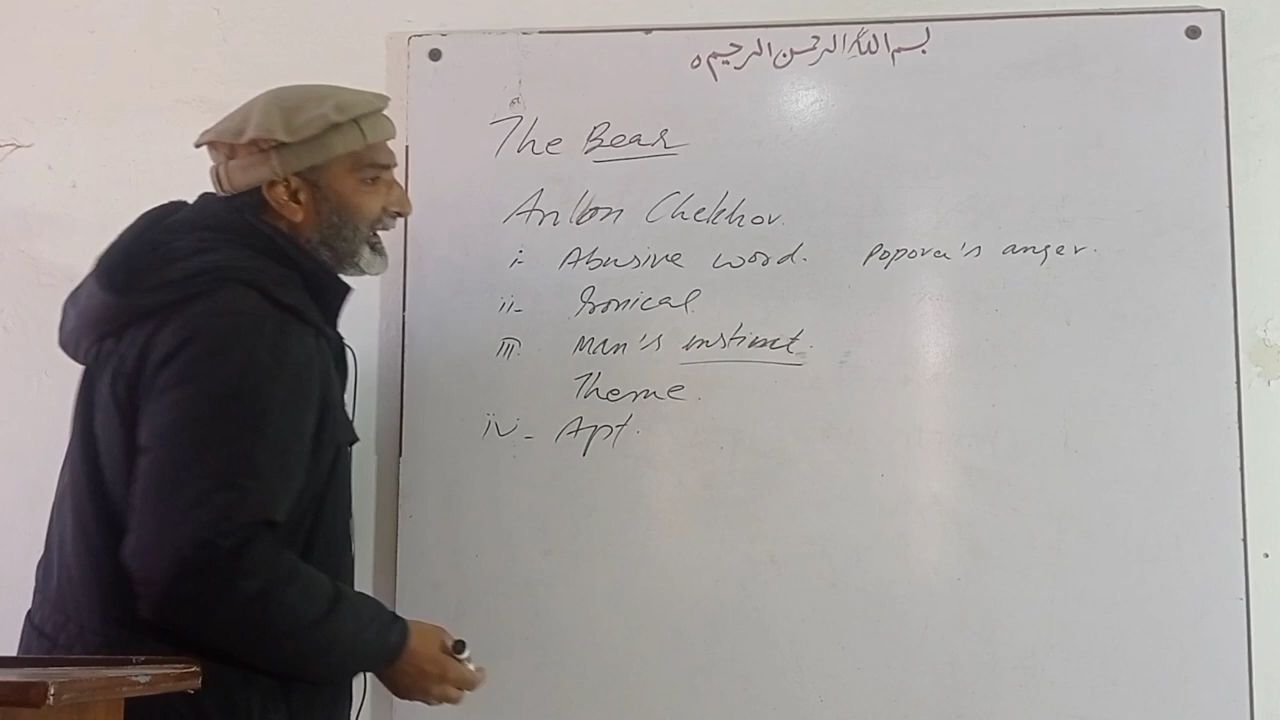 بسم اللہ الرحمن الرحیم ہ
The Bear
Anton Chekhov.
i- Abusive word. Popova's anger.
ii- Ironical
iii. Man's instinct.
Theme.
iv- Apt.